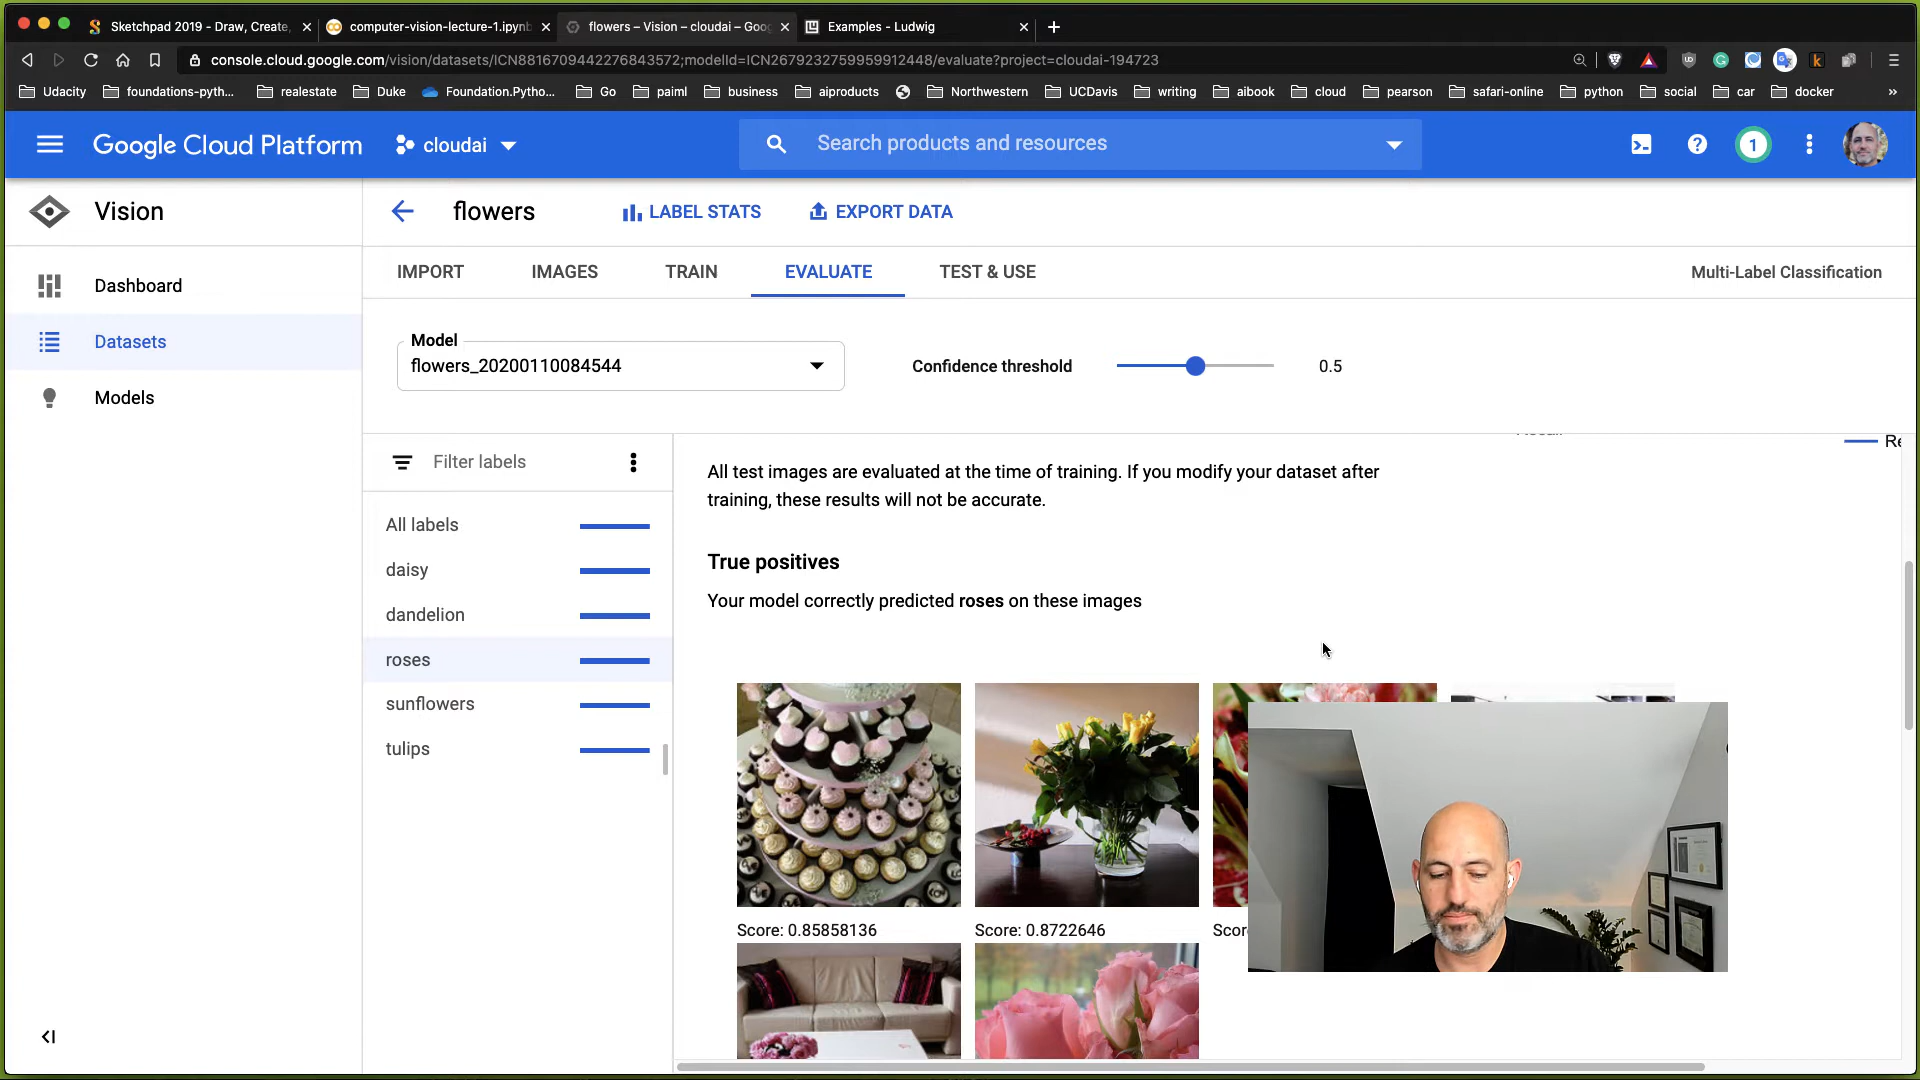 Sketchpad 2019 - Draw, Create,
computer-vision-lecture-1.ipynb
flowers – Vision – cloudai – Goog
Examples - Ludwig
console.cloud.google.com/vision/datasets/ICN8816709442276843572;modelId=ICN2679232759959912448/evaluate?project=cloudai-194723
Udacity
foundations-pyth...
realestate
Duke
Foundation.Pytho...
Go
paiml
business
aiproducts
Northwestern
UCDavis
writing
aibook
cloud
pearson
safari-online
python
social
car
docker
»
Google Cloud Platform
cloudai
Search products and resources
1
Vision
flowers
LABEL STATS
EXPORT DATA
Dashboard
Datasets
Models
IMPORT
IMAGES
TRAIN
EVALUATE
TEST & USE
Multi-Label Classification
Model
flowers_20200110084544
Confidence threshold
0.5
Filter labels
All labels
daisy
dandelion
roses
sunflowers
tulips
All test images are evaluated at the time of training. If you modify your dataset after
training, these results will not be accurate.
True positives
Your model correctly predicted roses on these images
Score: 0.85858136
Score: 0.8722646